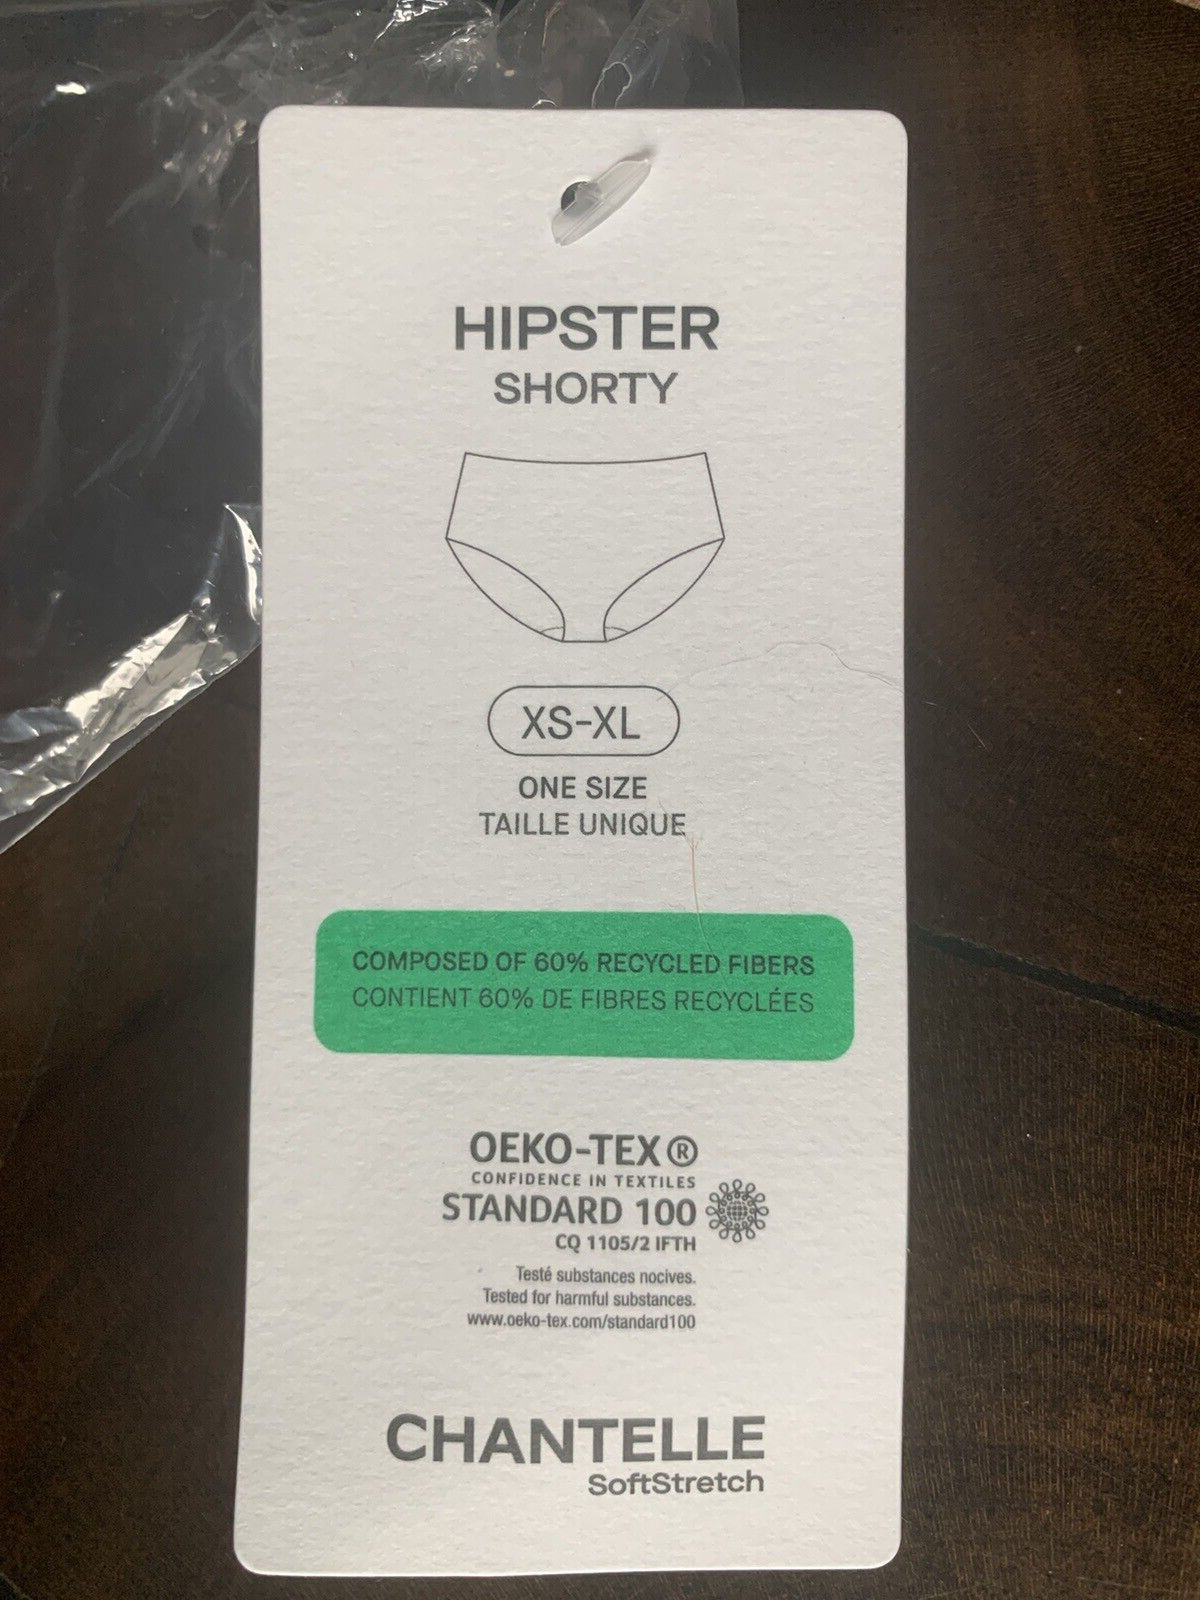 HIPSTER
SHORTY
XS-XL
ONE SIZE
TAILLE UNIQUE
COMPOSED OF 60% RECYCLED FIBERS
CONTIENT 60% DE FIBRES RECYCLÉES
OEKO-TEX®
CONFIDENCE IN TEXTILES
STANDARD 100
CQ 1105/2 IFTH
Testé substances nocives.
Tested for harmful substances.
www.oeko-tex.com/standard100
CHANTELLE
SoftStretch